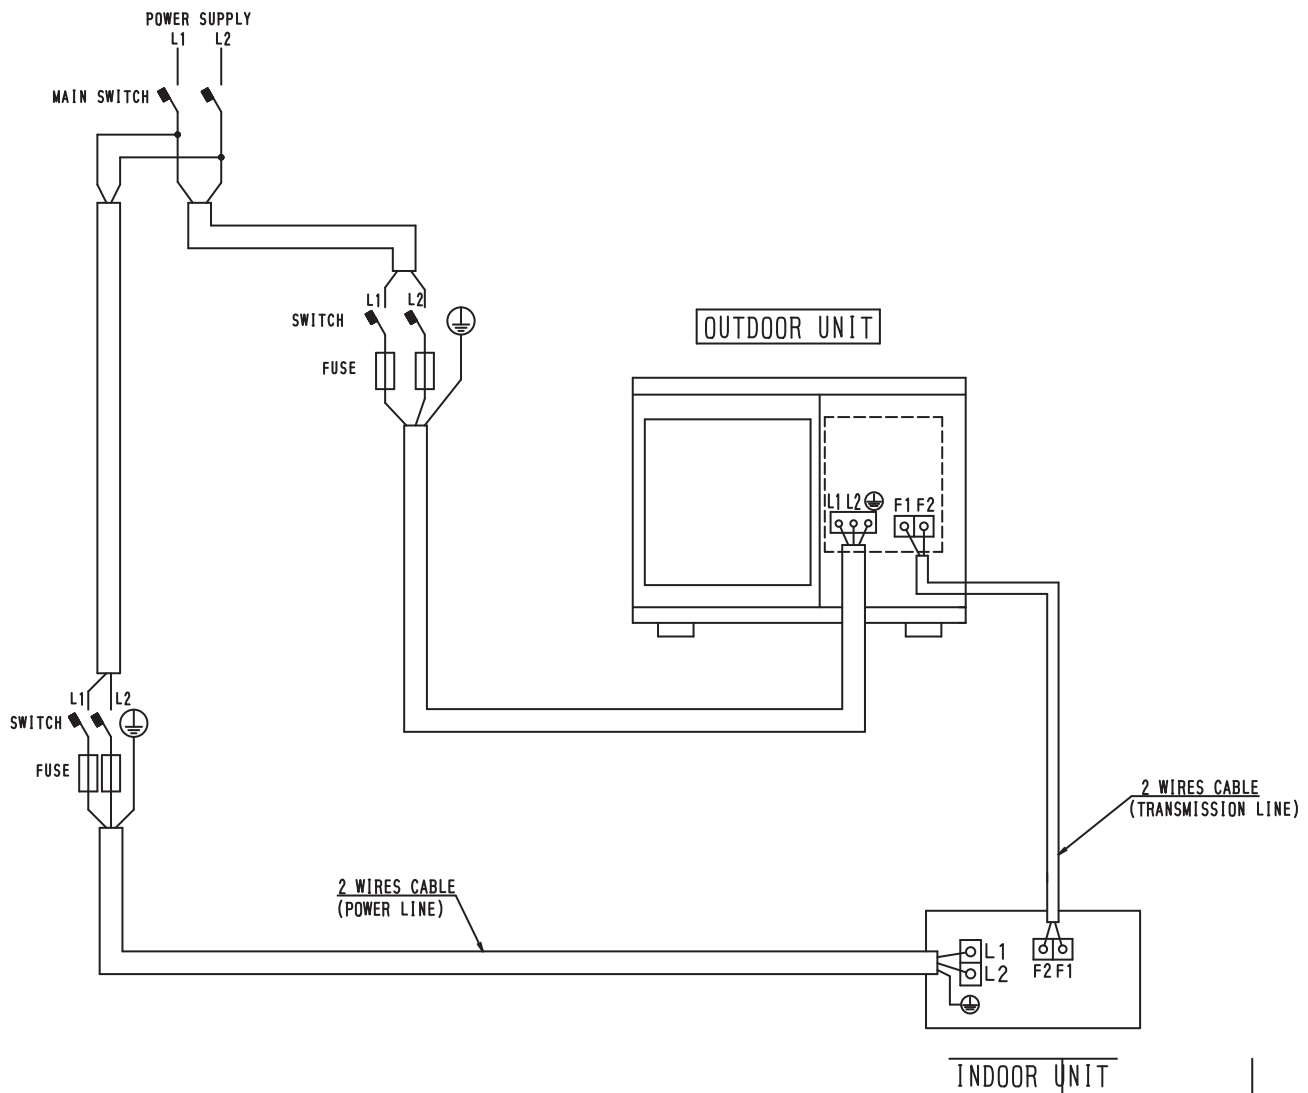 POWER SUPPLY
L1 L2
MAIN SWITCH
L1 L2
SWITCH
FUSE
OUTDOOR UNIT
L1 L2 F1 F2
L1 L2
SWITCH
FUSE
2 WIRES CABLE
(TRANSMISSION LINE)
2 WIRES CABLE
(POWER LINE)
L1
L2
F2 F1
INDOOR UNIT